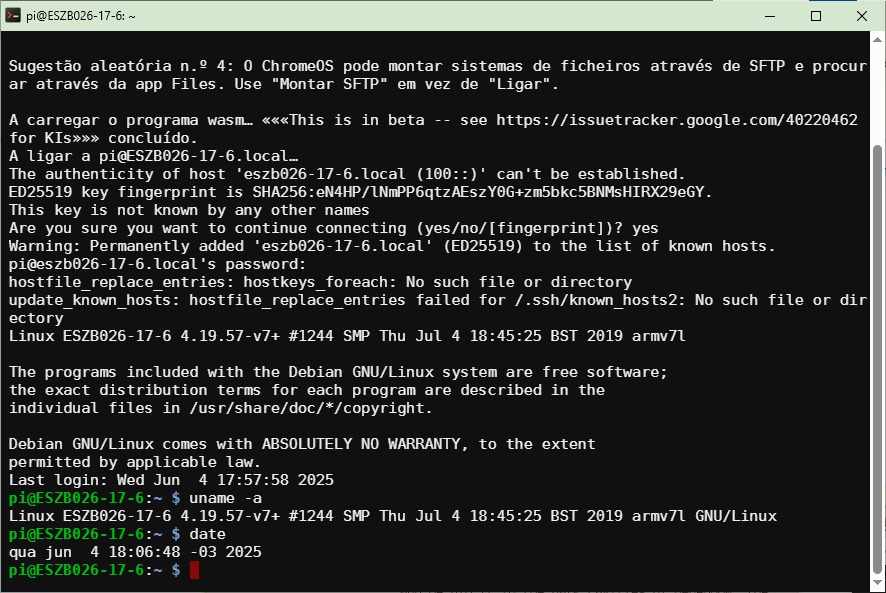 pi@ESZB026-17-6: ~
Sugestão aleatória n.º 4: O ChromeOS pode montar sistemas de ficheiros através de SFTP e procur
ar através da app Files. Use "Montar SFTP" em vez de "Ligar".
A carregar o programa wasm… «««This is in beta -- see https://issuetracker.google.com/40220462
for KIs»»» concluído.
A ligar a pi@ESZB026-17-6.local…
The authenticity of host 'eszb026-17-6.local (100::)' can't be established.
ED25519 key fingerprint is SHA256:eN4HP/lNmPP6qtzAEszY0G+zm5bkc5BNMsHIRX29eGY.
This key is not known by any other names
Are you sure you want to continue connecting (yes/no/[fingerprint])? yes
Warning: Permanently added 'eszb026-17-6.local' (ED25519) to the list of known hosts.
pi@eszb026-17-6.local's password:
hostfile_replace_entries: hostkeys_foreach: No such file or directory
update_known_hosts: hostfile_replace_entries failed for /.ssh/known_hosts2: No such file or dir
ectory
Linux ESZB026-17-6 4.19.57-v7+ #1244 SMP Thu Jul 4 18:45:25 BST 2019 armv7l
The programs included with the Debian GNU/Linux system are free software;
the exact distribution terms for each program are described in the
individual files in /usr/share/doc/*/copyright.
Debian GNU/Linux comes with ABSOLUTELY NO WARRANTY, to the extent
permitted by applicable law.
Last login: Wed Jun  4 17:57:58 2025
pi@ESZB026-17-6:~ $ uname -a
Linux ESZB026-17-6 4.19.57-v7+ #1244 SMP Thu Jul 4 18:45:25 BST 2019 armv7l GNU/Linux
pi@ESZB026-17-6:~ $ date
qua jun  4 18:06:48 -03 2025
pi@ESZB026-17-6:~ $